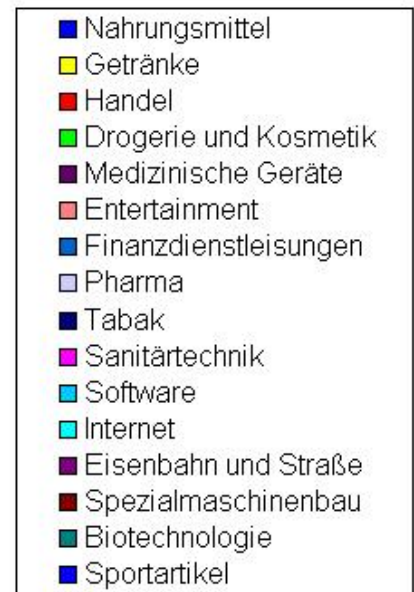 Nahrungsmittel
Getränke
Handel
Drogerie und Kosmetik
Medizinische Geräte
Entertainment
Finanzdienstleisungen
Pharma
Tabak
Sanitärtechnik
Software
Internet
Eisenbahn und Straße
Spezialmaschinenbau
Biotechnologie
Sportartikel